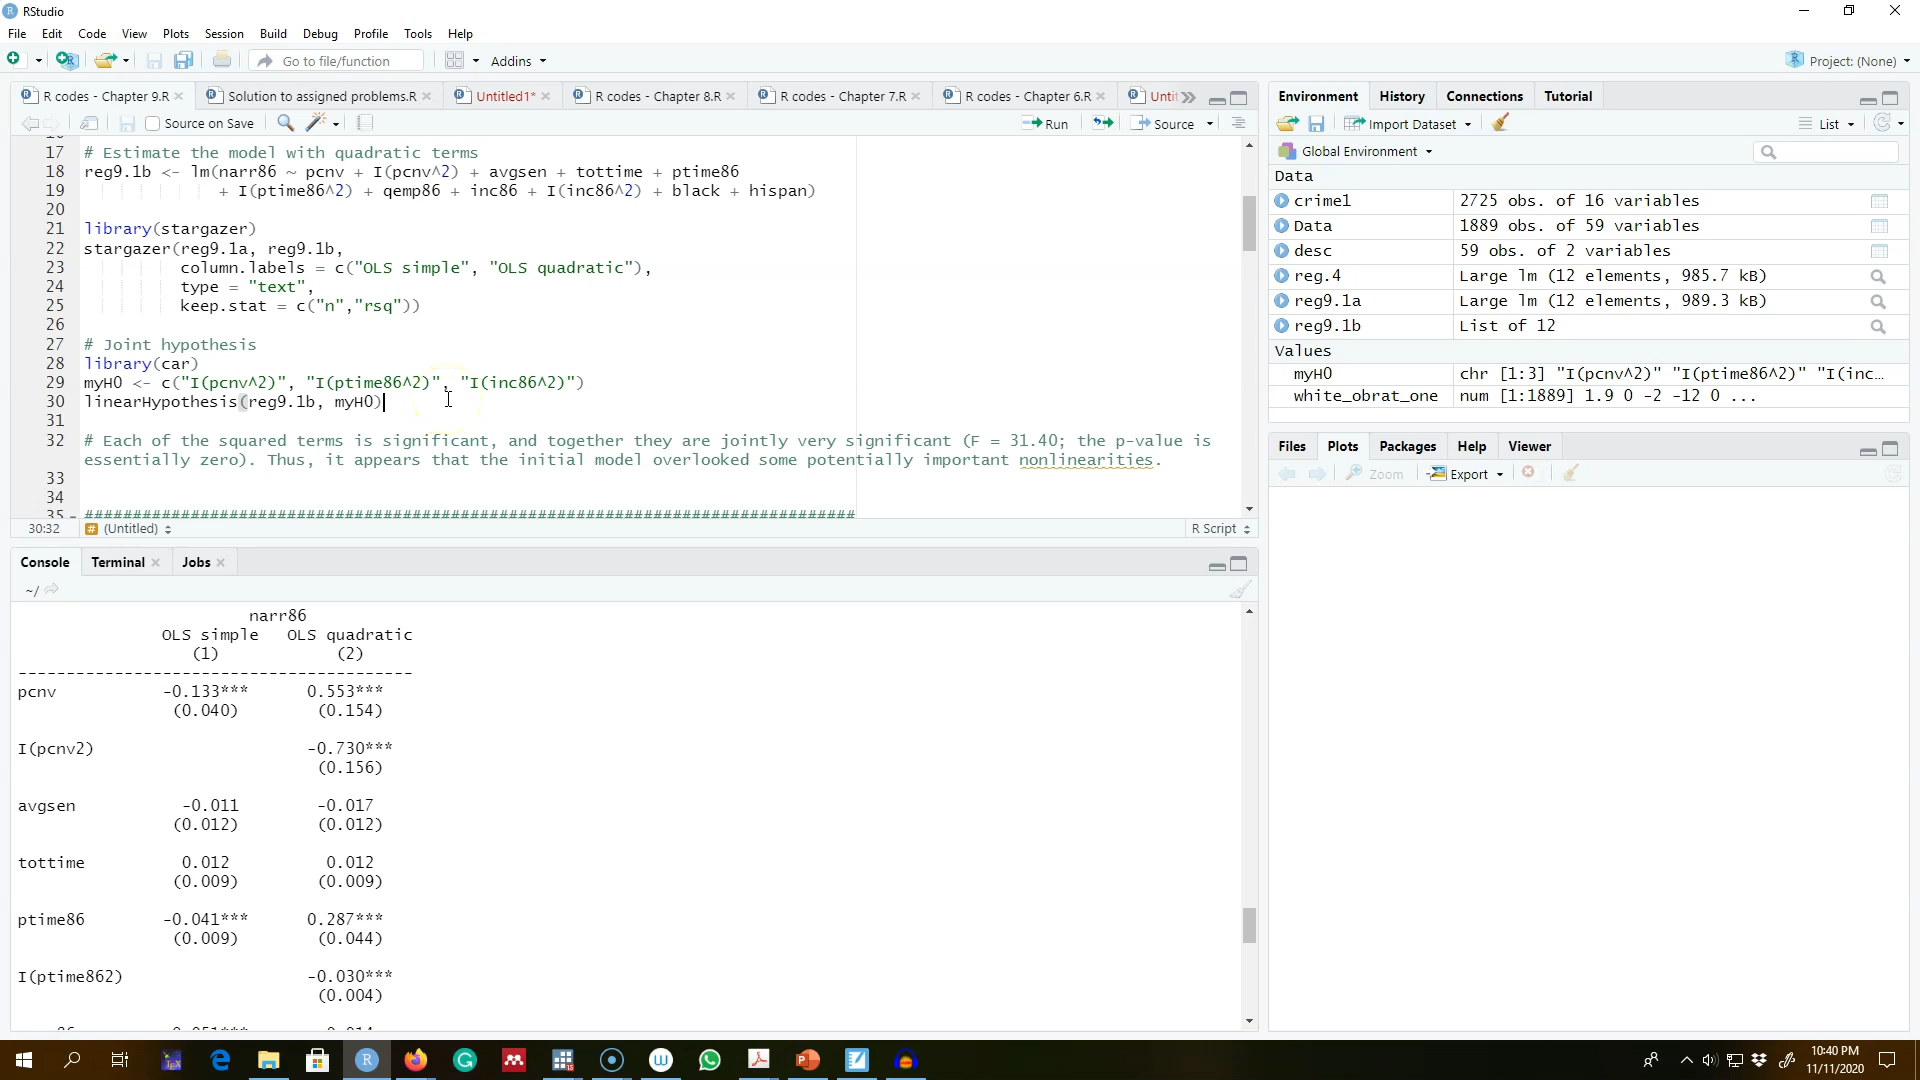 RStudio
File Edit Code View Plots Session Build Debug Profile Tools Help
Go to file/function Addins Project: (None)
R codes - Chapter 9.R Solution to assigned problems.R Untitled1* R codes - Chapter 8.R R codes - Chapter 7.R R codes - Chapter 6.R Untit
Source on Save Run Source
17 # Estimate the model with quadratic terms
18 reg9.1b <- lm(narr86 ~ pcnv + I(pcnv^2) + avgsen + tottime + ptime86
19 + I(ptime86^2) + qemp86 + inc86 + I(inc86^2) + black + hispan)
20
21 library(stargazer)
22 stargazer(reg9.1a, reg9.1b,
23 column.labels = c("OLS simple", "OLS quadratic"),
24 type = "text",
25 keep.stat = c("n","rsq"))
26
27 # Joint hypothesis
28 library(car)
29 myH0 <- c("I(pcnv^2)", "I(ptime86^2)", "I(inc86^2)")
30 linearHypothesis(reg9.1b, myH0)
31
32 # Each of the squared terms is significant, and together they are jointly very significant (F = 31.40; the p-value is
essentially zero). Thus, it appears that the initial model overlooked some potentially important nonlinearities.
33
34
35 ################################################################################
30:32 (Untitled) R Script
Console Terminal Jobs
~/
narr86
OLS simple OLS quadratic
(1) (2)
-----------------------------------------
pcnv -0.133*** 0.553***
(0.040) (0.154)
I(pcnv2) -0.730***
(0.156)
avgsen -0.011 -0.017
(0.012) (0.012)
tottime 0.012 0.012
(0.009) (0.009)
ptime86 -0.041*** 0.287***
(0.009) (0.044)
I(ptime862) -0.030***
(0.004)
Environment History Connections Tutorial
Import Dataset List
Global Environment
Data
crime1 2725 obs. of 16 variables
Data 1889 obs. of 59 variables
desc 59 obs. of 2 variables
reg.4 Large lm (12 elements, 985.7 kB)
reg9.1a Large lm (12 elements, 989.3 kB)
reg9.1b List of 12
Values
myH0 chr [1:3] "I(pcnv^2)" "I(ptime86^2)" "I(inc…
white_obrat_one num [1:1889] 1.9 0 -2 -12 0 ...
Files Plots Packages Help Viewer
Zoom Export
10:40 PM
11/11/2020